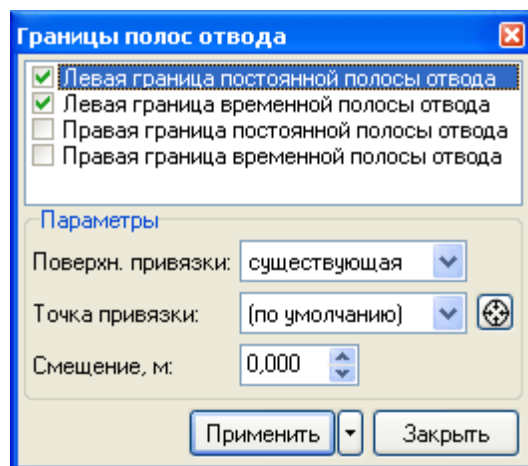 Границы полос отвода
Левая граница постоянной полосы отвода
Левая граница временной полосы отвода
Правая граница постоянной полосы отвода
Правая граница временной полосы отвода
Параметры
Поверхн. привязки: существующая
Точка привязки: (по умолчанию)
Смещение, м: 0,000
Применить Закрыть